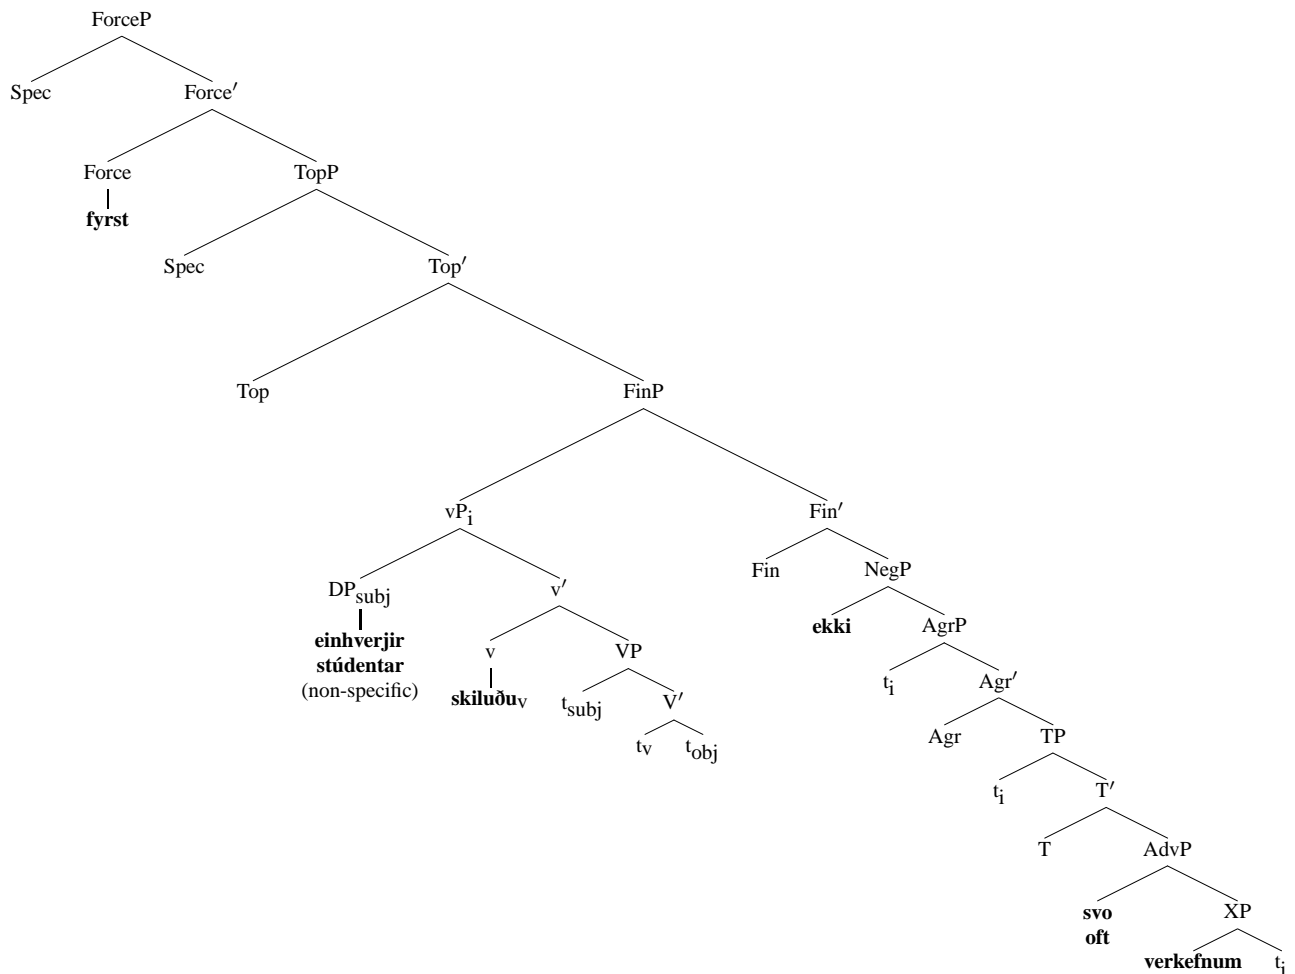 ForceP
Spec Force′
Force TopP
fyrst
Spec Top′
Top FinP
vPi Fin′
DPsubj v′ Fin NegP
einhverjir
stúdentar
(non-specific)
v VP ekki AgrP
skiluðuv tsubj V′ ti Agr′
tv tobj Agr TP
ti T′
T AdvP
svo
oft
XP
verkefnum ti